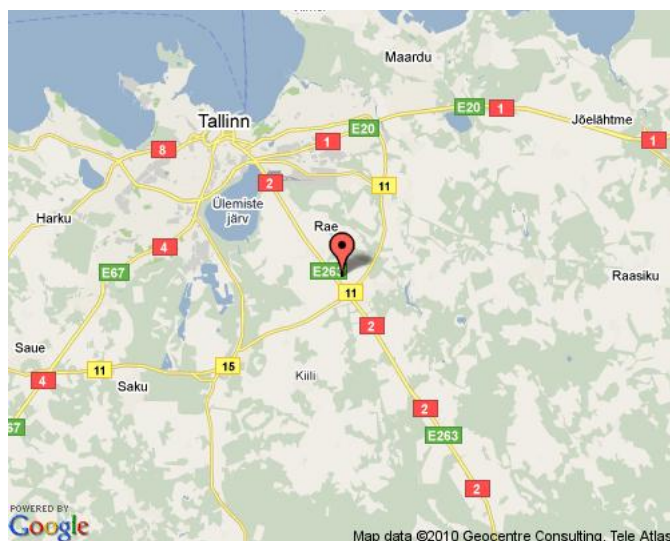 Maardu
E20
1
Tallinn
Jõelähtme
E20
1
1
8
2
11
Ülemiste
järv
Harku
Rae
4
E67
E263
11
Raasiku
2
Saue
11
15
4
Saku
Kiili
2
E263
67
2
POWERED BY
Google
Map data ©2010 Geocentre Consulting, Tele Atlas